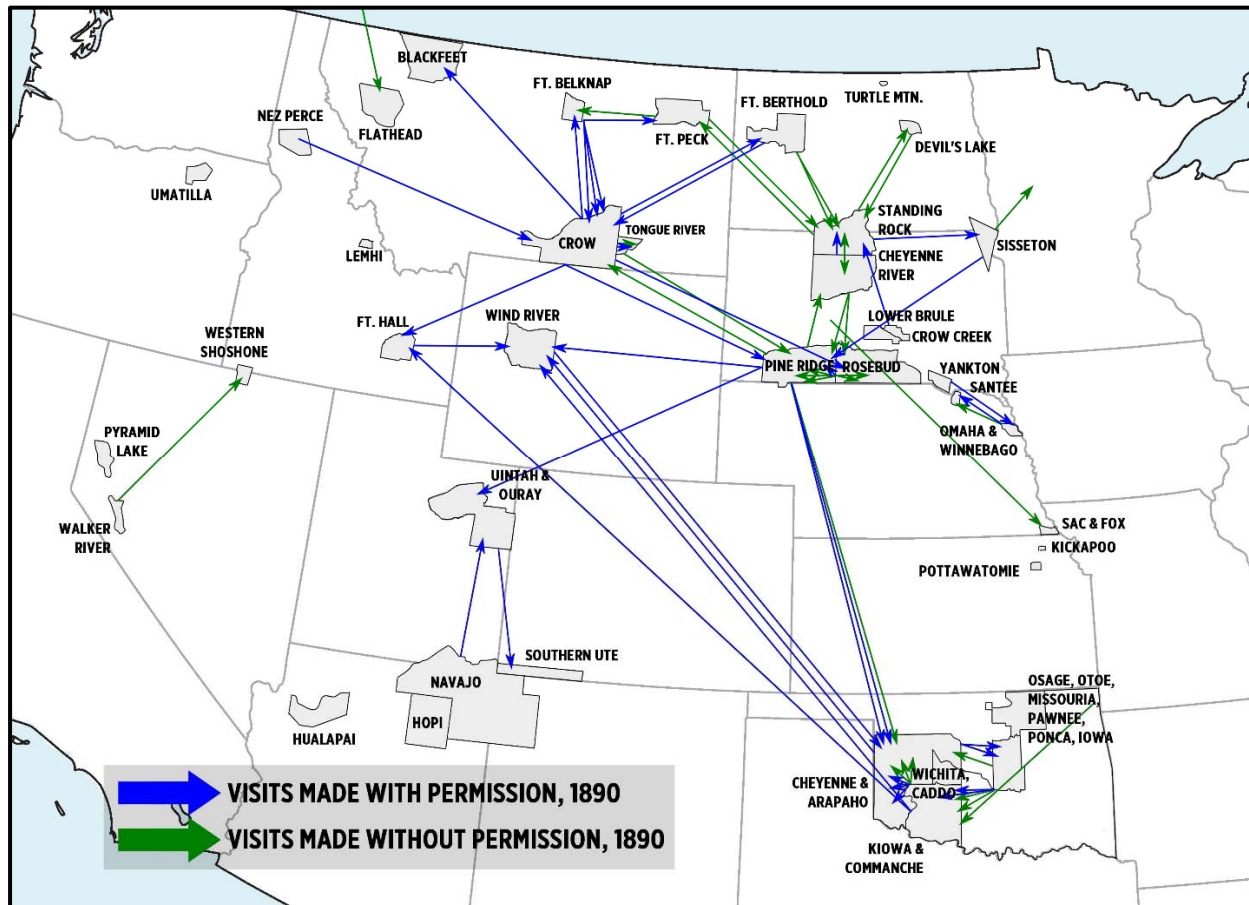 BLACKFEET
FT. BELKNAP
FT. BERTHOLD
TURTLE MTN.
NEZ PERCE
FLATHEAD
FT. PECK
DEVIL'S LAKE
UMATILLA
STANDING
ROCK
TONGUE RIVER
CROW
SISSETON
LEMHI
CHEYENNE
RIVER
FT. HALL
WIND RIVER
LOWER BRULE
CROW CREEK
WESTERN
SHOSHONE
PINE RIDGE
ROSEBUD
YANKTON
SANTEE
PYRAMID
LAKE
OMAHA &
WINNEBAGO
UINTAH &
OURAY
WALKER
RIVER
SAC & FOX
KICKAPOO
POTTAWATOMIE
SOUTHERN UTE
NAVAJO
HOPI
HUALAPAI
OSAGE, OTOE,
MISSOURIA,
PAWNEE,
PONCA, IOWA
CHEYENNE &
ARAPAHO
WICHITA,
CADDO
KIOWA &
COMMANCHE
VISITS MADE WITH PERMISSION, 1890
VISITS MADE WITHOUT PERMISSION, 1890